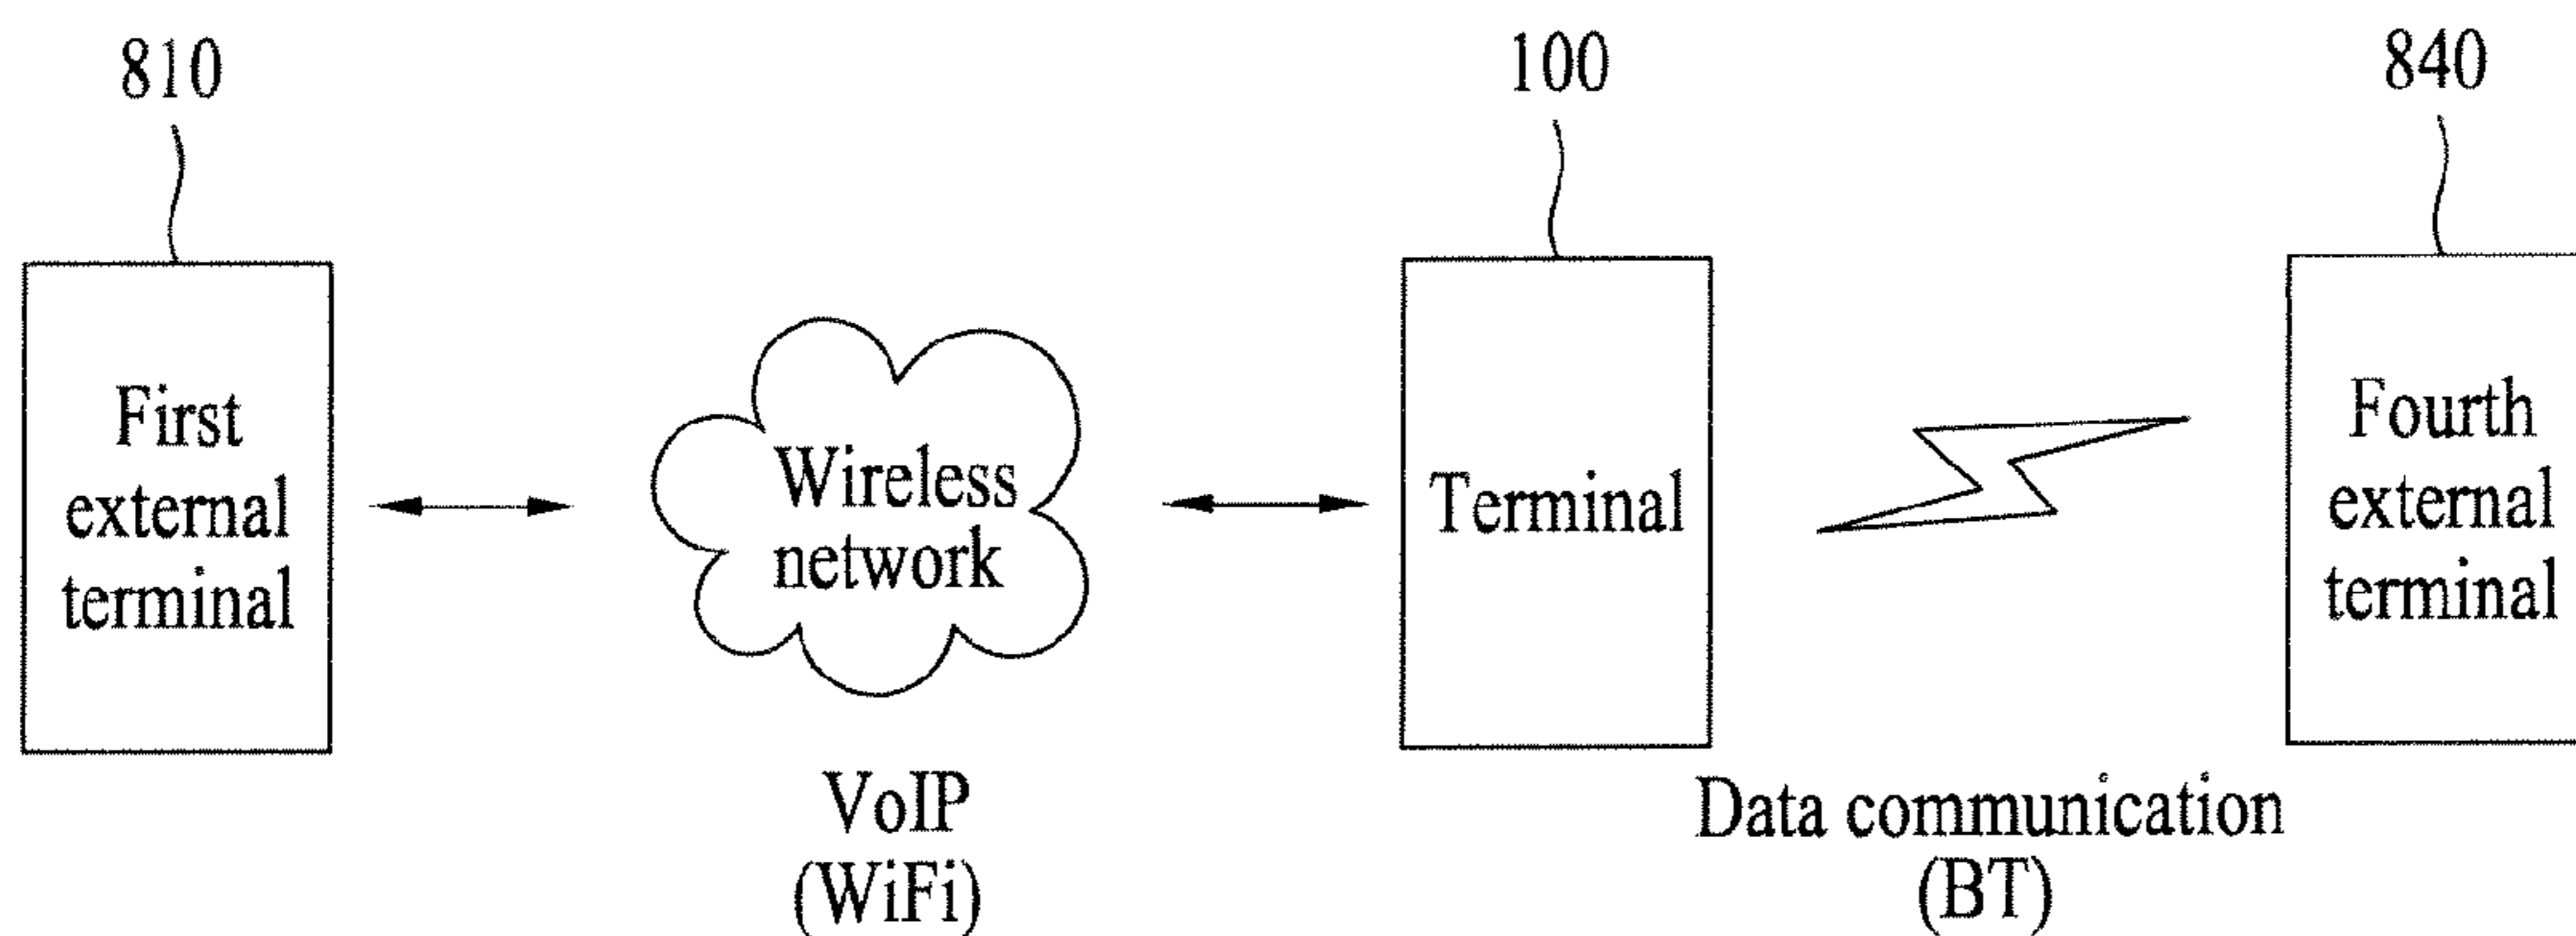 810
100
840
First
external
terminal
Wireless
network
Terminal
Fourth
external
terminal
VoIP
(WiFi)
Data communication
(BT)